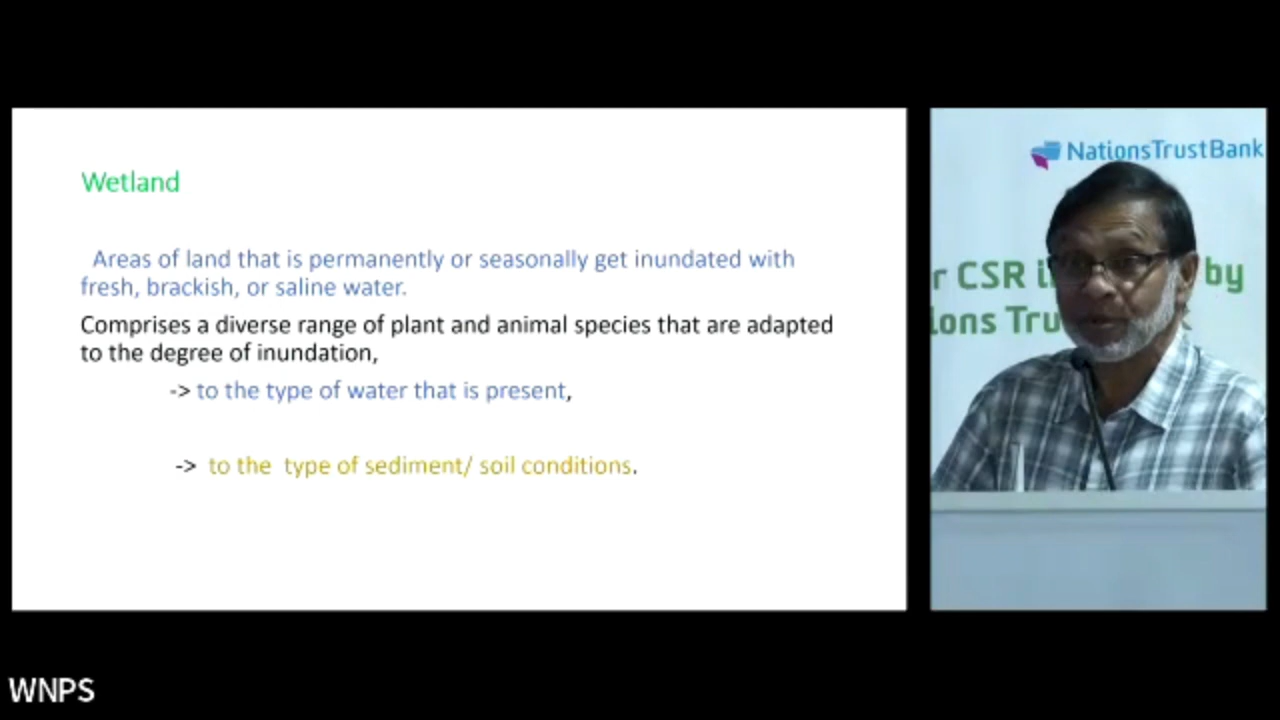 Wetland
Areas of land that is permanently or seasonally get inundated with
fresh, brackish, or saline water.
Comprises a diverse range of plant and animal species that are adapted
to the degree of inundation,
-> to the type of water that is present,
-> to the  type of sediment/ soil conditions.
NationsTrustBank
CSR
by
WNPS